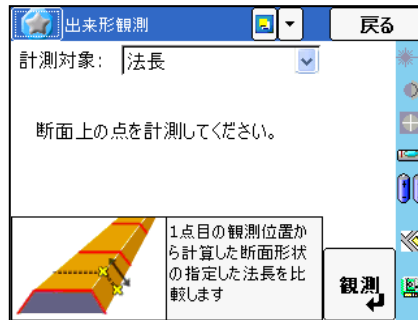 出来形観測
戻る
計測対象: 法長
断面上の点を計測してください。
1点目の観測位置か
ら計算した断面形状
の指定した法長を比
較します
観測